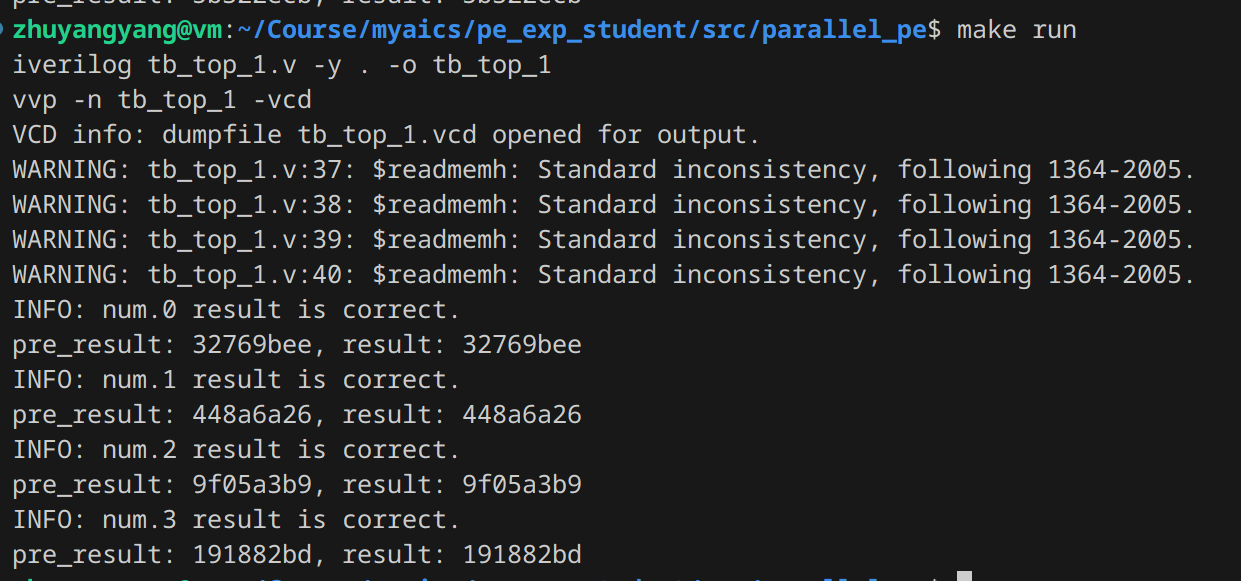 zhuyangyang@vm:~/Course/myaics/pe_exp_student/src/parallel_pe$ make run
iverilog tb_top_1.v -y . -o tb_top_1
vvp -n tb_top_1 -vcd
VCD info: dumpfile tb_top_1.vcd opened for output.
WARNING: tb_top_1.v:37: $readmemh: Standard inconsistency, following 1364-2005.
WARNING: tb_top_1.v:38: $readmemh: Standard inconsistency, following 1364-2005.
WARNING: tb_top_1.v:39: $readmemh: Standard inconsistency, following 1364-2005.
WARNING: tb_top_1.v:40: $readmemh: Standard inconsistency, following 1364-2005.
INFO: num.0 result is correct.
pre_result: 32769bee, result: 32769bee
INFO: num.1 result is correct.
pre_result: 448a6a26, result: 448a6a26
INFO: num.2 result is correct.
pre_result: 9f05a3b9, result: 9f05a3b9
INFO: num.3 result is correct.
pre_result: 191882bd, result: 191882bd